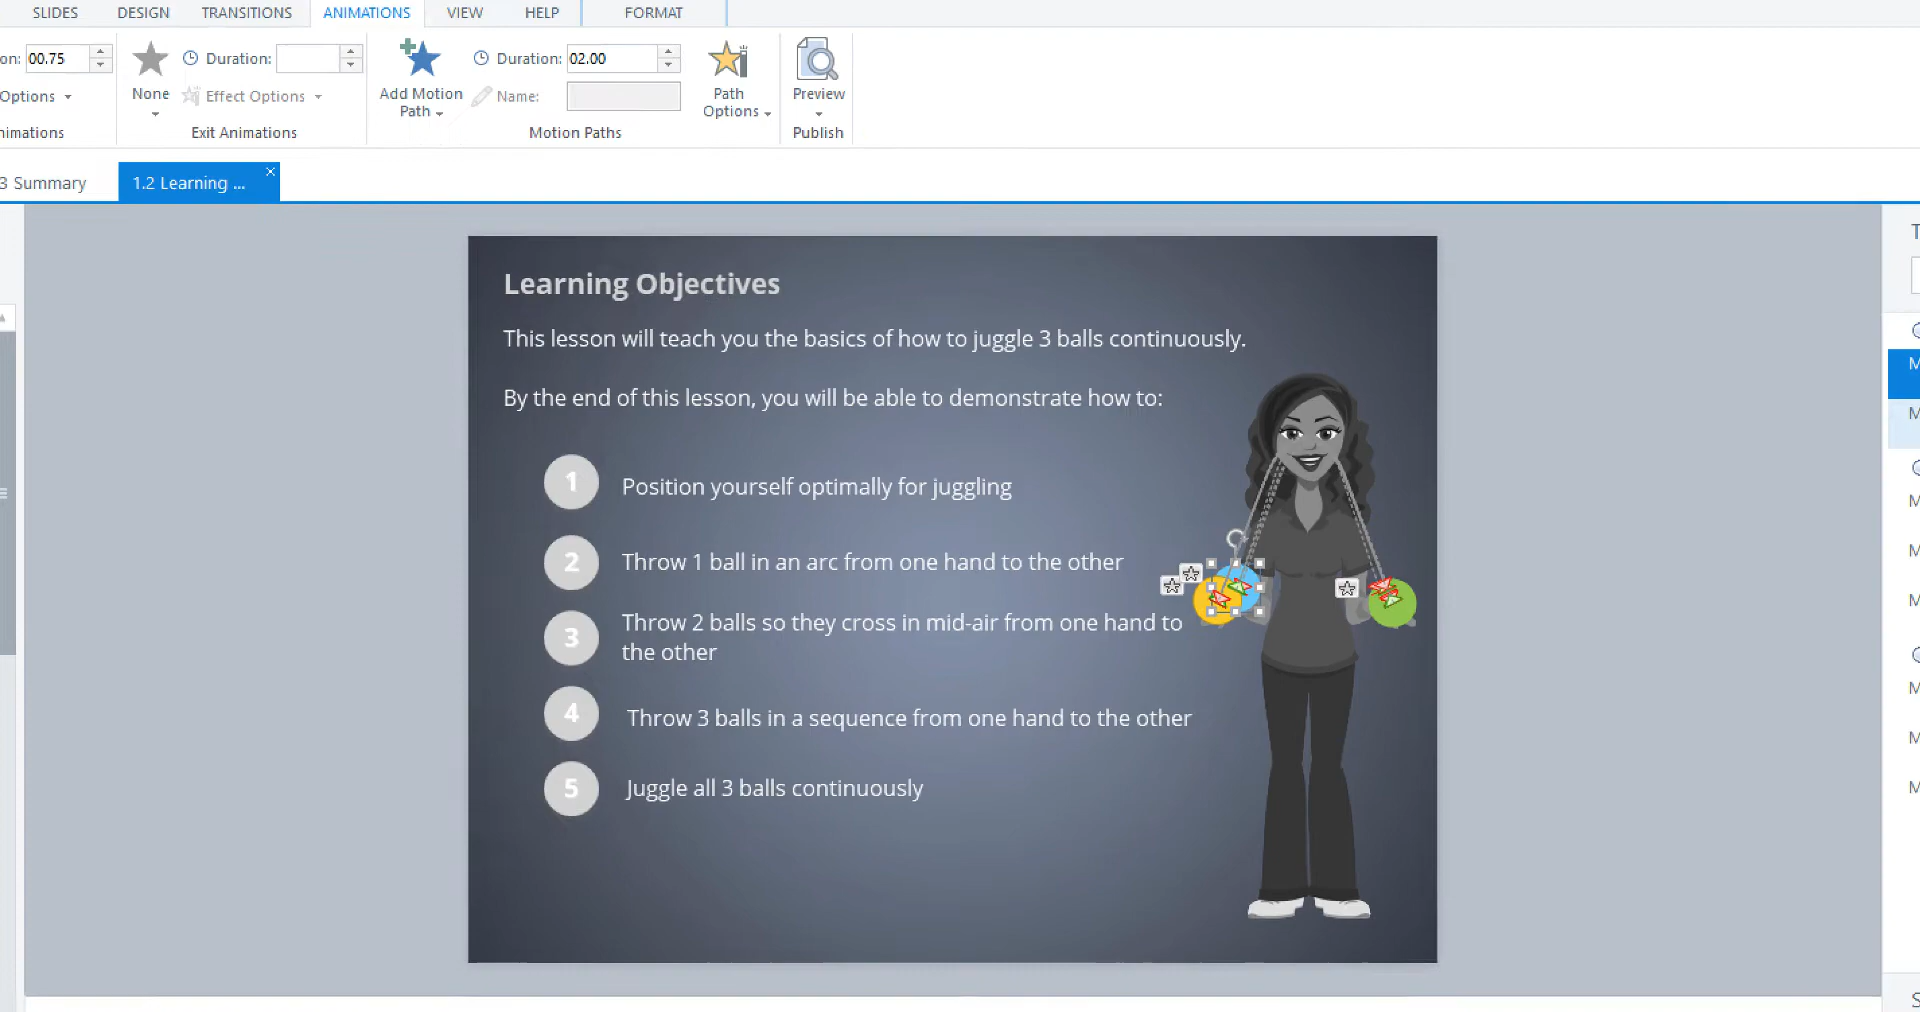 SLIDES DESIGN TRANSITIONS ANIMATIONS VIEW HELP FORMAT
on: 00.75 Duration: Duration: 02.00
Options None Effect Options Add Motion Path Name: Path Options Preview
nimations Exit Animations Motion Paths Publish
3 Summary 1.2 Learning ...
Learning Objectives
This lesson will teach you the basics of how to juggle 3 balls continuously.
By the end of this lesson, you will be able to demonstrate how to:
1 Position yourself optimally for juggling
2 Throw 1 ball in an arc from one hand to the other
3 Throw 2 balls so they cross in mid-air from one hand to
the other
4 Throw 3 balls in a sequence from one hand to the other
5 Juggle all 3 balls continuously